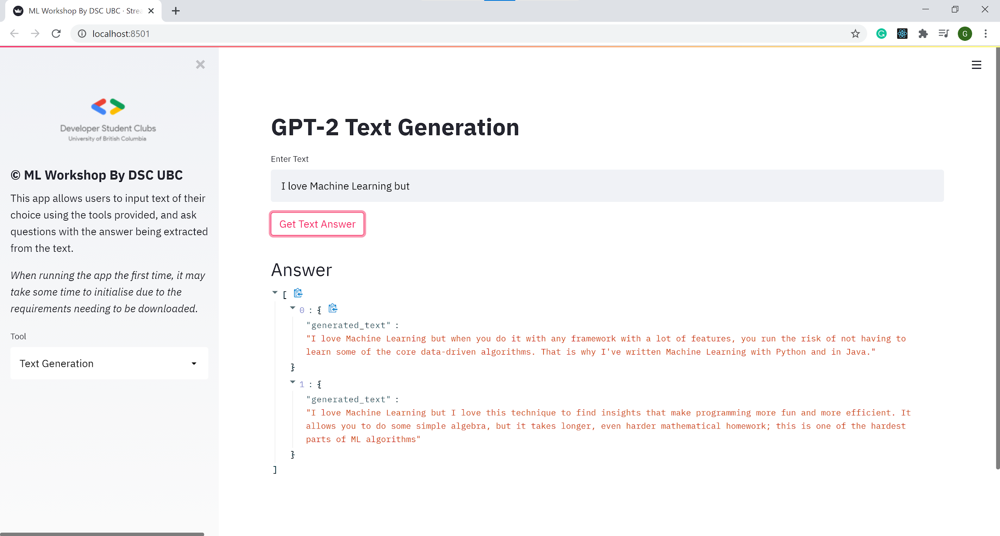 ML Workshop By DSC UBC · Strea
localhost:8501
G
Developer Student Clubs
University of British Columbia
© ML Workshop By DSC UBC
This app allows users to input text of their
choice using the tools provided, and ask
questions with the answer being extracted
from the text.
When running the app the first time, it may
take some time to initialise due to the
requirements needing to be downloaded.
Tool
Text Generation
GPT-2 Text Generation
Enter Text
I love Machine Learning but
Get Text Answer
Answer
[
0 : {
"generated_text" :
"I love Machine Learning but when you do it with any framework with a lot of features, you run the risk of not having to
learn some of the core data-driven algorithms. That is why I've written Machine Learning with Python and in Java."
}
1 : {
"generated_text" :
"I love Machine Learning but I love this technique to find insights that make programming more fun and more efficient. It
allows you to do some simple algebra, but it takes longer, even harder mathematical homework; this is one of the hardest
parts of ML algorithms"
}
]